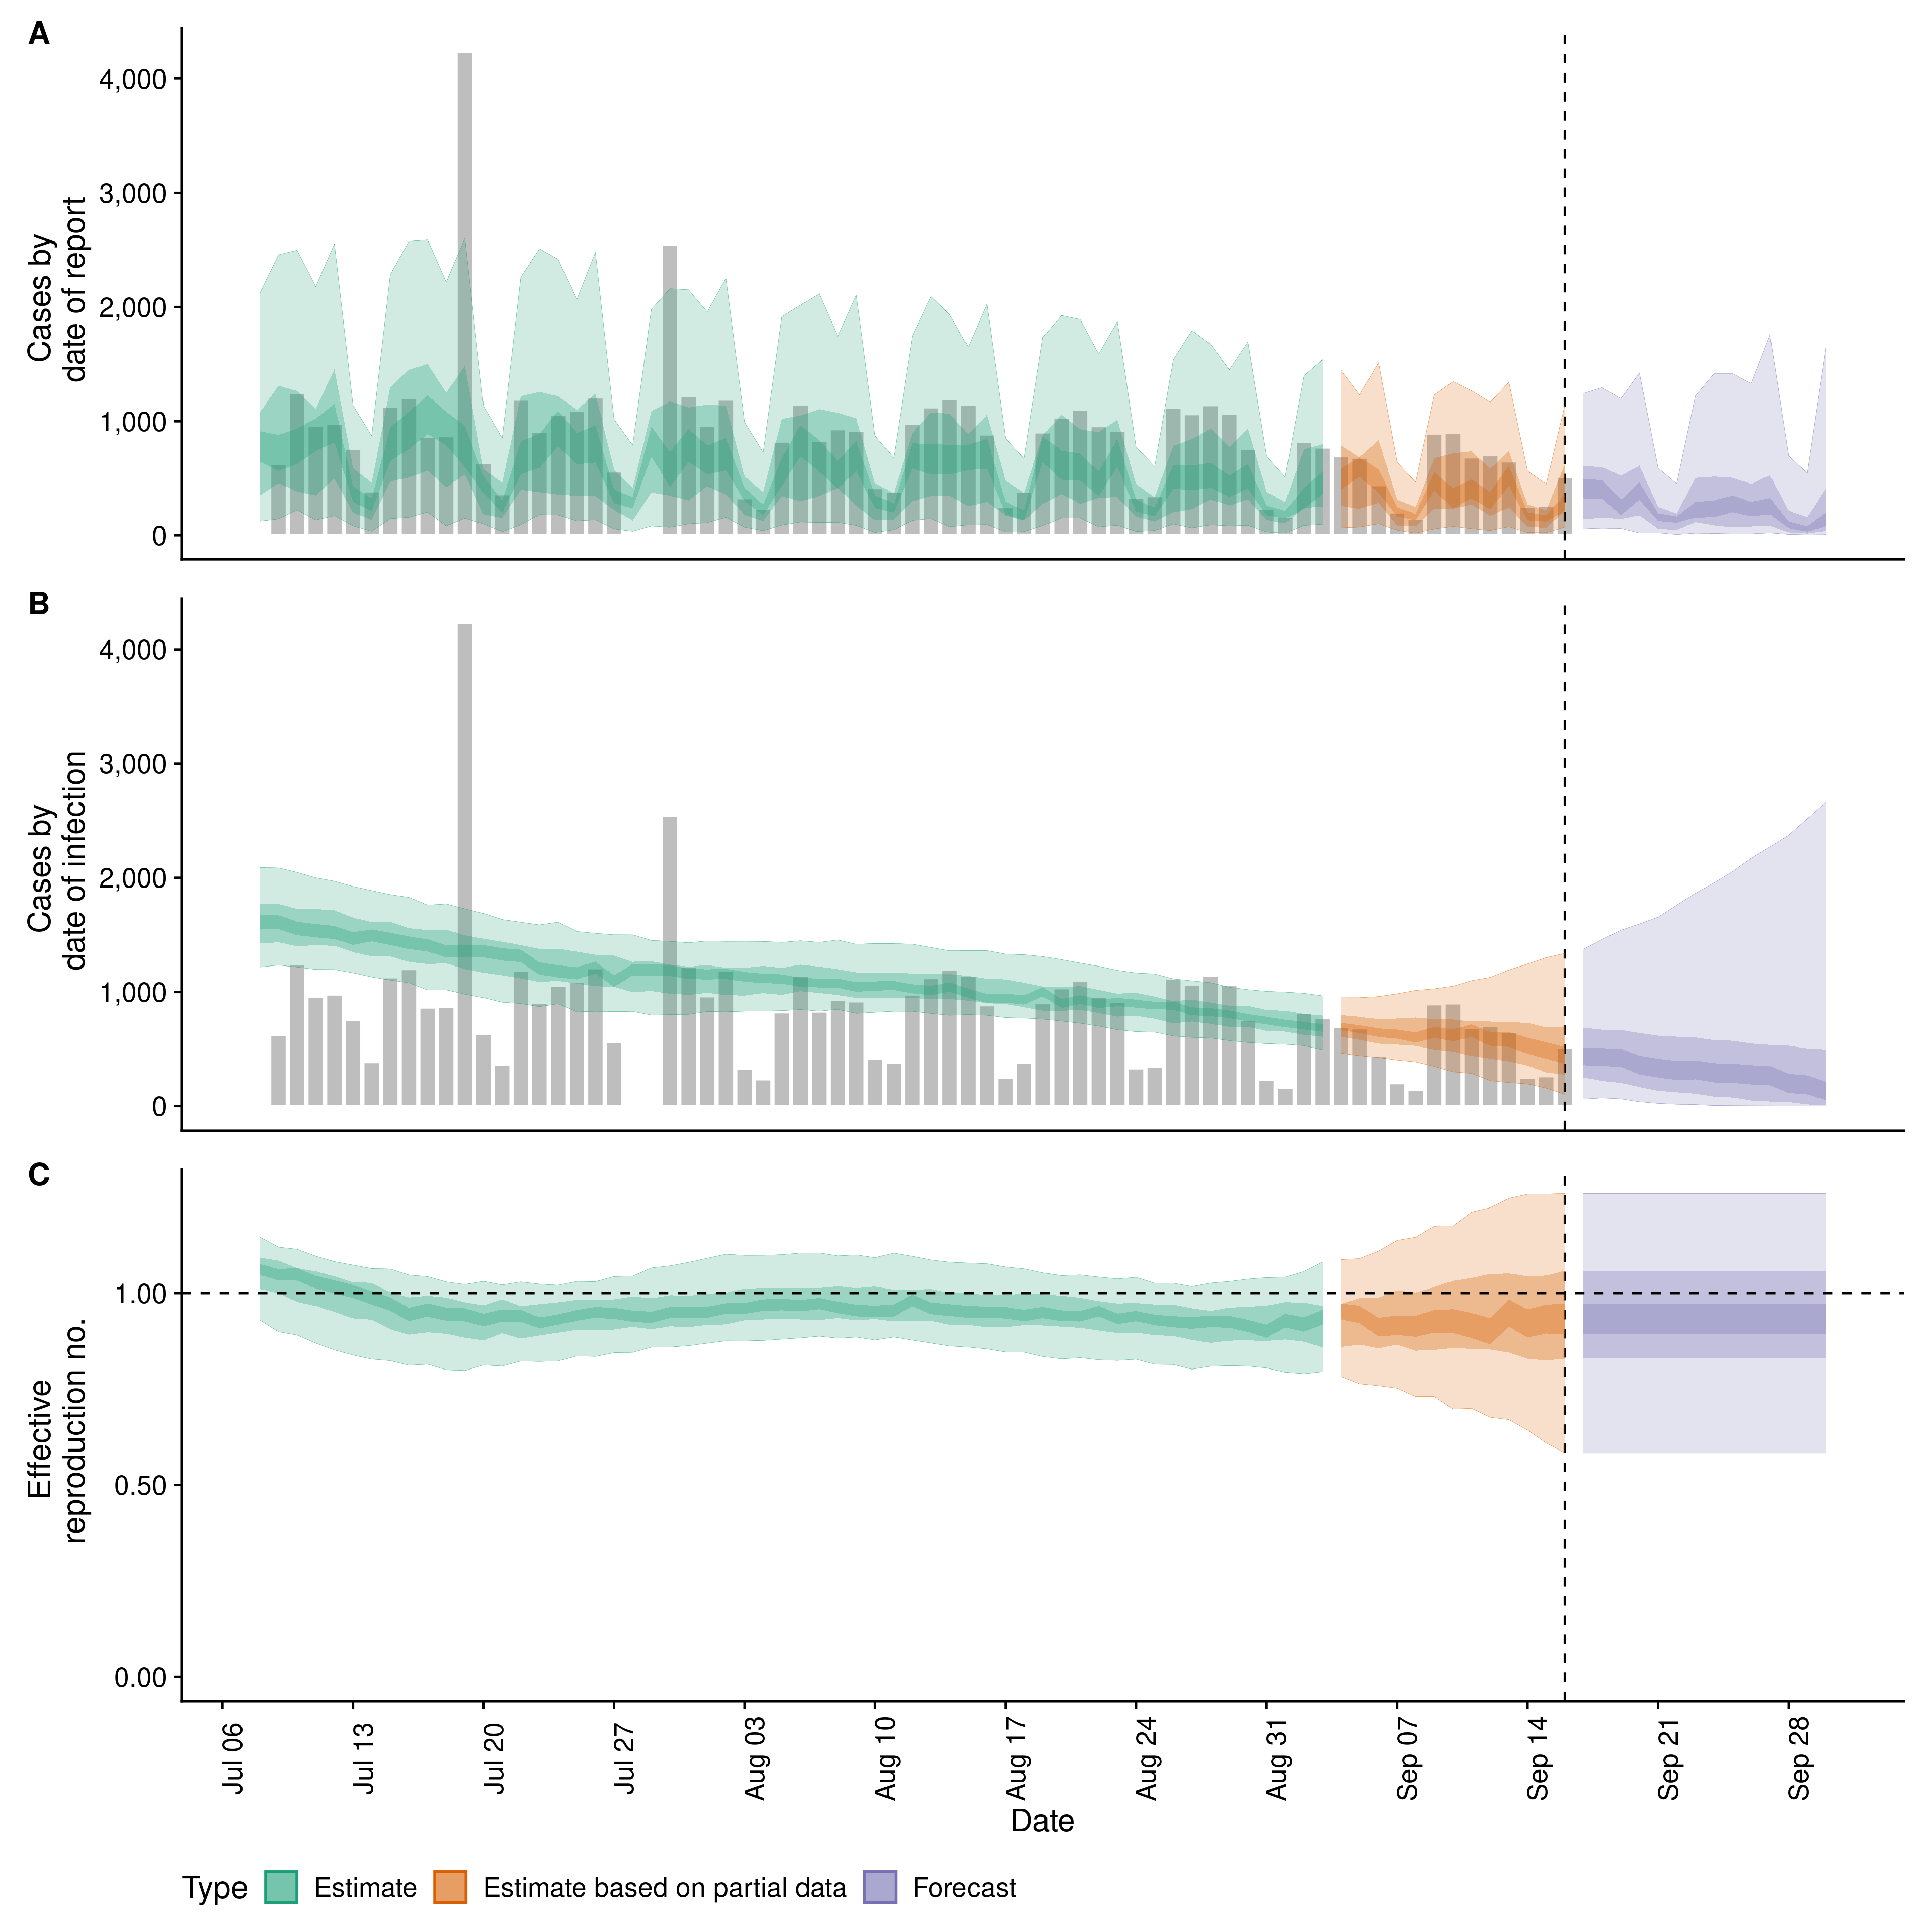 A
Cases by
date of report
4,000
3,000
2,000
1,000
0
B
Cases by
date of infection
4,000
3,000
2,000
1,000
0
C
Effective
reproduction no.
1.00
0.50
0.00
Jul 06
Jul 13
Jul 20
Jul 27
Aug 03
Aug 10
Aug 17
Aug 24
Aug 31
Sep 07
Sep 14
Sep 21
Sep 28
Date
Type
Estimate
Estimate based on partial data
Forecast